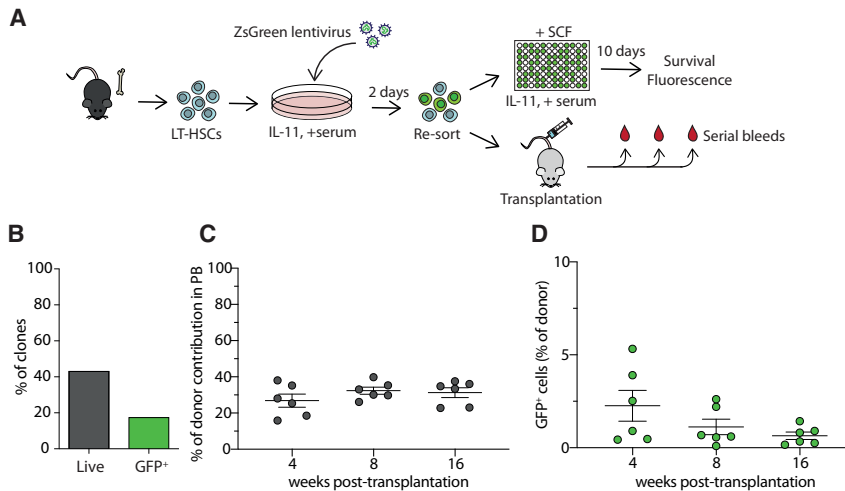 A
ZsGreen lentivirus
+ SCF
10 days
Survival
Fluorescence
2 days
LT-HSCs
IL-11, +serum
Re-sort
IL-11, + serum
Serial bleeds
Transplantation
B
% of clones
100
80
60
40
20
0
Live
GFP+
C
% of donor contribution in PB
100
80
60
40
20
0
4
8
16
weeks post-transplantation
D
GFP+ cells (% of donor)
10
5
0
4
8
16
weeks post-transplantation